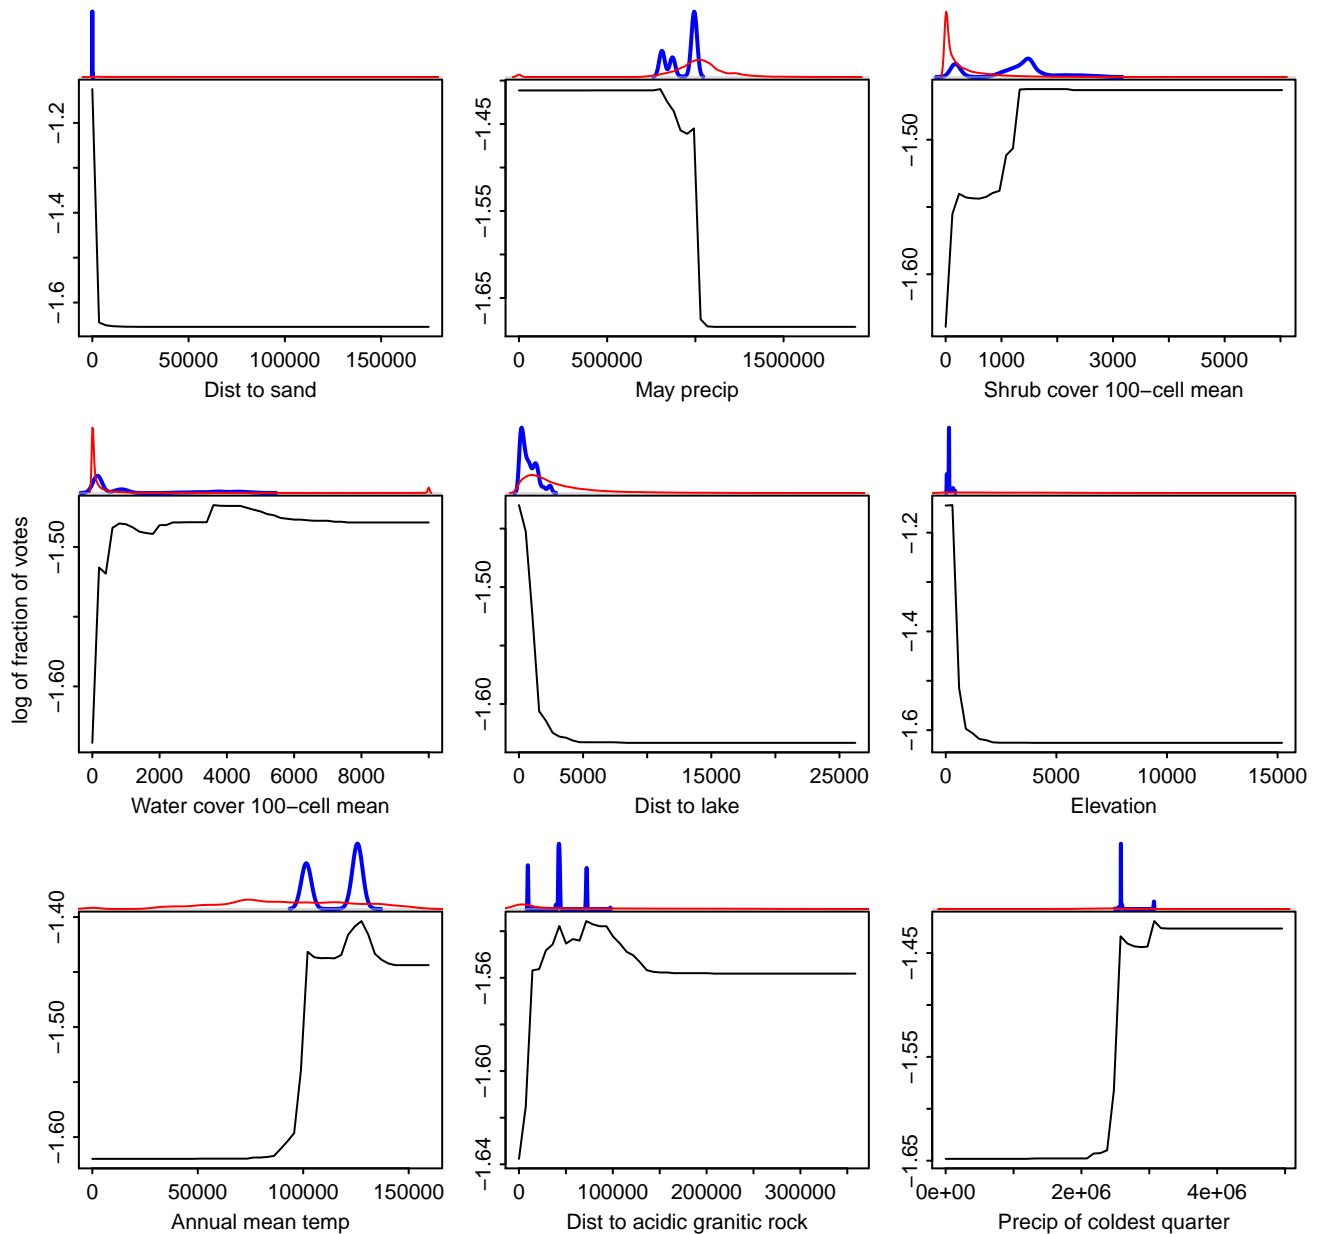 −1.2
−1.4
−1.6
0 50000 100000 150000
Dist to sand
−1.45
−1.55
−1.65
0 500000 1500000
May precip
−1.50
−1.60
0 1000 3000 5000
Shrub cover 100−cell mean
log of fraction of votes
−1.50
−1.60
0 2000 4000 6000 8000
Water cover 100−cell mean
−1.50
−1.60
0 5000 15000 25000
Dist to lake
−1.2
−1.4
−1.6
0 5000 10000 15000
Elevation
−1.40
−1.50
−1.60
0 50000 100000 150000
Annual mean temp
−1.56
−1.60
−1.64
0 100000 200000 300000
Dist to acidic granitic rock
−1.45
−1.55
−1.65
0e+00 2e+06 4e+06
Precip of coldest quarter